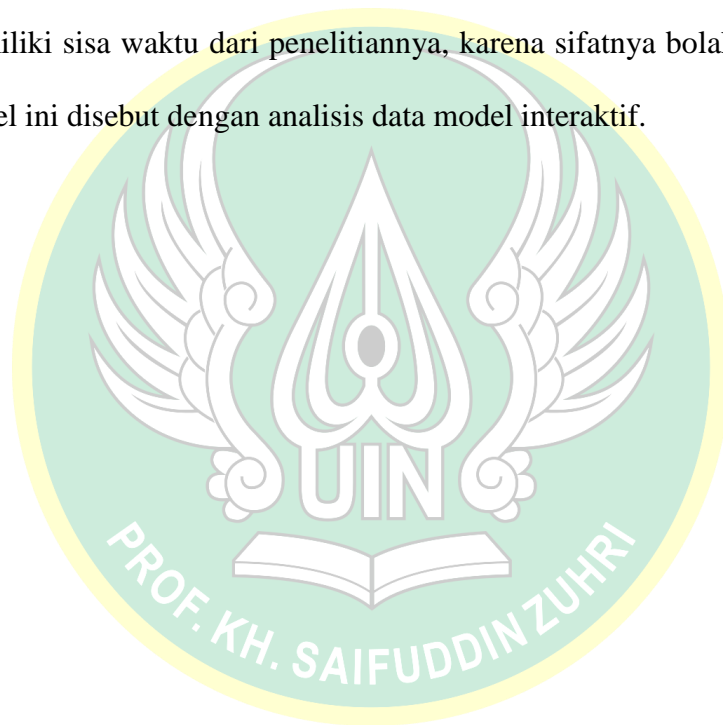 iliki sisa waktu dari penelitiannya, karena sifatnya bolal
el ini disebut dengan analisis data model interaktif.
UIN
PROF. KH. SAIFUDDIN ZUHRI